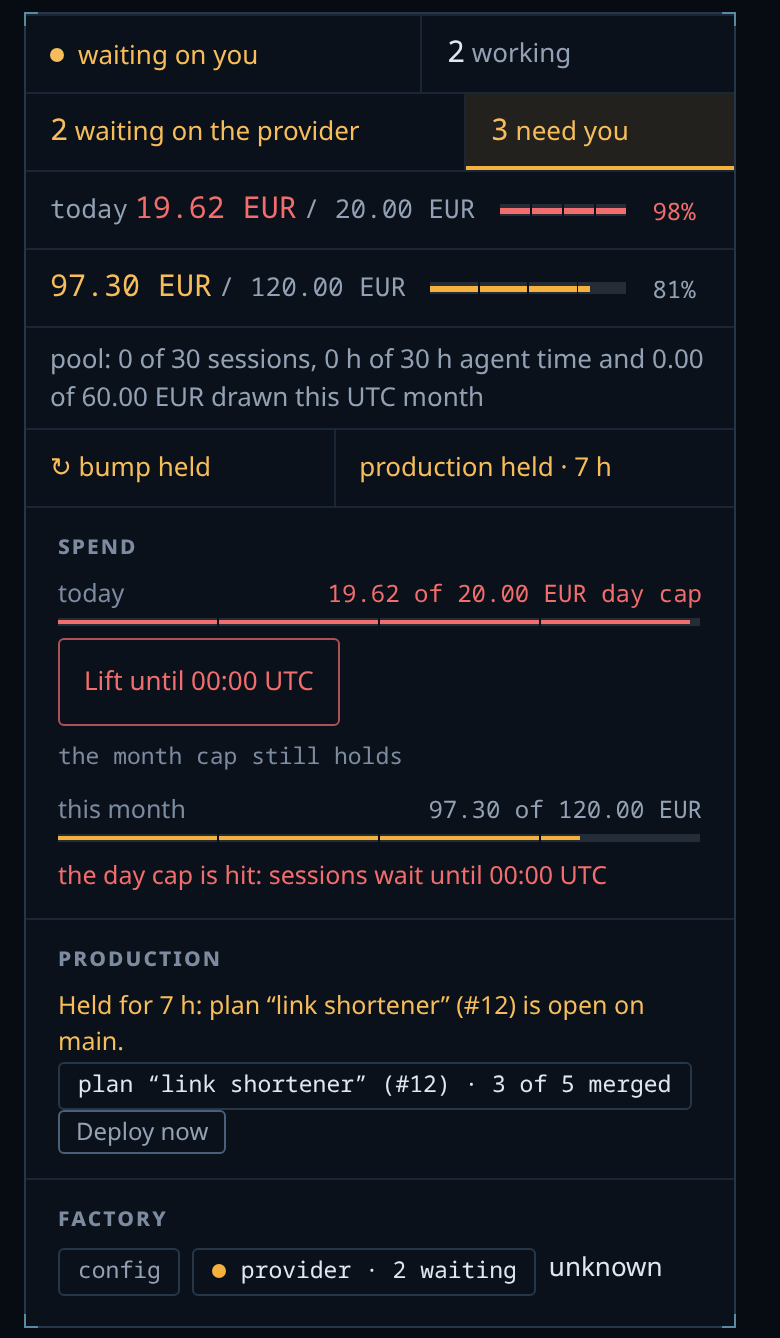 waiting on you
2 working
2 waiting on the provider
3 need you
today 19.62 EUR / 20.00 EUR 98%
97.30 EUR / 120.00 EUR 81%
pool: 0 of 30 sessions, 0 h of 30 h agent time and 0.00
of 60.00 EUR drawn this UTC month
↻ bump held
production held · 7 h
SPEND
today 19.62 of 20.00 EUR day cap
Lift until 00:00 UTC
the month cap still holds
this month 97.30 of 120.00 EUR
the day cap is hit: sessions wait until 00:00 UTC
PRODUCTION
Held for 7 h: plan “link shortener” (#12) is open on
main.
plan “link shortener” (#12) · 3 of 5 merged
Deploy now
FACTORY
config
provider · 2 waiting
unknown